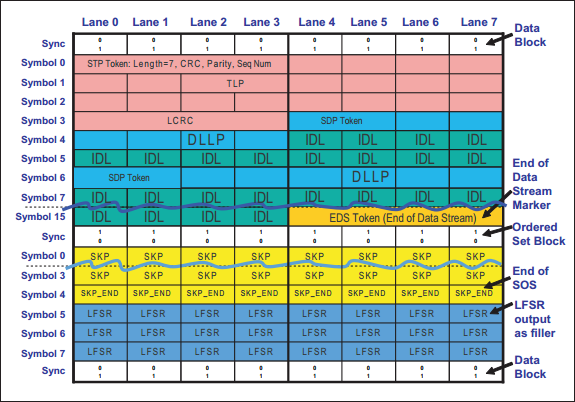 Lane 0 Lane 1 Lane 2 Lane 3 Lane 4 Lane 5 Lane 6 Lane 7
Sync 0 0 0 0 0 0 0 0
1 1 1 1 1 1 1 1
Data
Block
Symbol 0 STP Token: Length=7, CRC, Parity, Seq Num
Symbol 1 TLP
Symbol 2
Symbol 3 LCRC SDP Token
Symbol 4 DLLP IDL IDL IDL IDL
Symbol 5 IDL IDL IDL IDL IDL IDL IDL IDL
Symbol 6 SDP Token DLLP
Symbol 7 IDL IDL IDL IDL IDL IDL IDL IDL
End of
Data
Stream
Marker
Symbol 15 IDL IDL IDL IDL EDS Token (End of Data Stream)
Sync 1 1 1 1 1 1 1 1
0 0 0 0 0 0 0 0
Ordered
Set Block
Symbol 0 SKP SKP SKP SKP SKP SKP SKP SKP
Symbol 3 SKP SKP SKP SKP SKP SKP SKP SKP
Symbol 4 SKP_END SKP_END SKP_END SKP_END SKP_END SKP_END SKP_END SKP_END
End of
SOS
Symbol 5 LFSR LFSR LFSR LFSR LFSR LFSR LFSR LFSR
Symbol 6 LFSR LFSR LFSR LFSR LFSR LFSR LFSR LFSR
Symbol 7 LFSR LFSR LFSR LFSR LFSR LFSR LFSR LFSR
LFSR
output
as filler
Sync 0 0 0 0 0 0 0 0
1 1 1 1 1 1 1 1
Data
Block